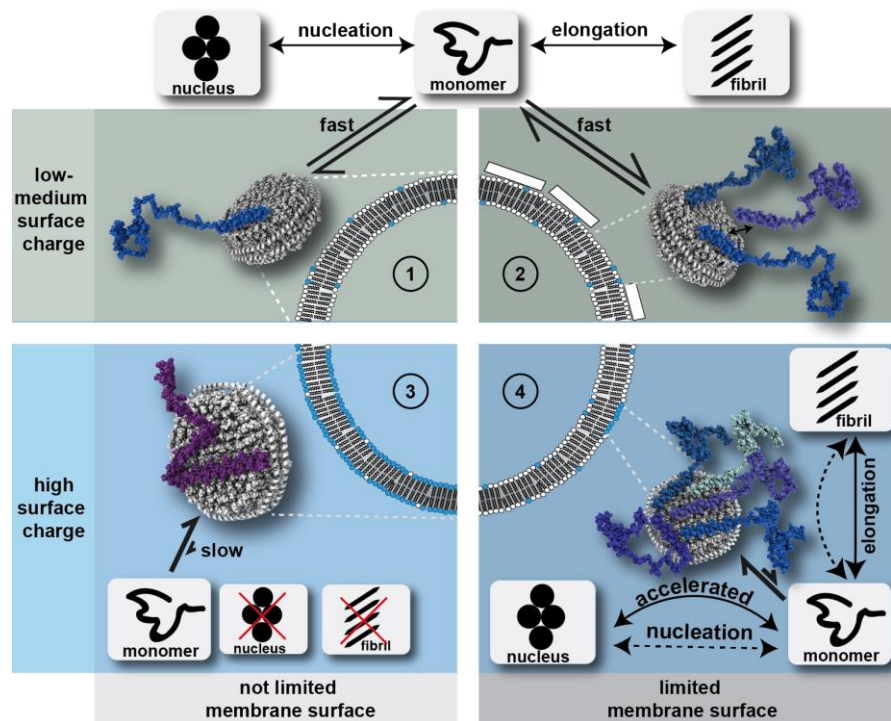 nucleation
elongation
nucleus
monomer
fibril
fast
fast
low-
medium
surface
charge
1
2
3
4
fibril
high
surface
charge
slow
elongation
accelerated
nucleation
monomer
nucleus
fibril
nucleus
monomer
not limited
membrane surface
limited
membrane surface